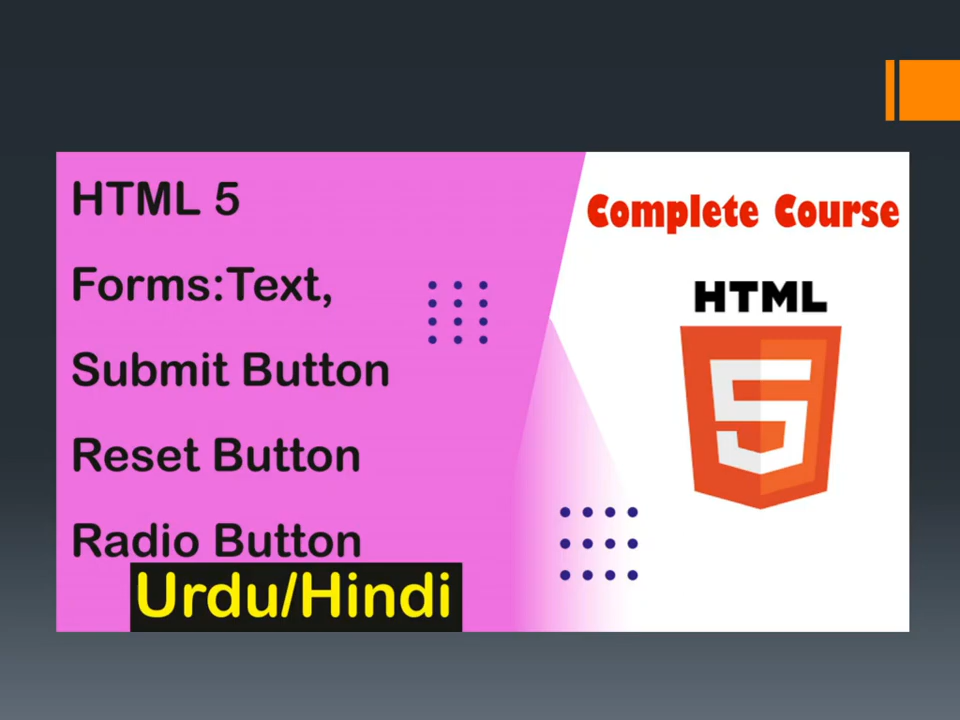 HTML 5
Forms:Text,
Submit Button
Reset Button
Radio Button
Urdu/Hindi
Complete Course
HTML
5